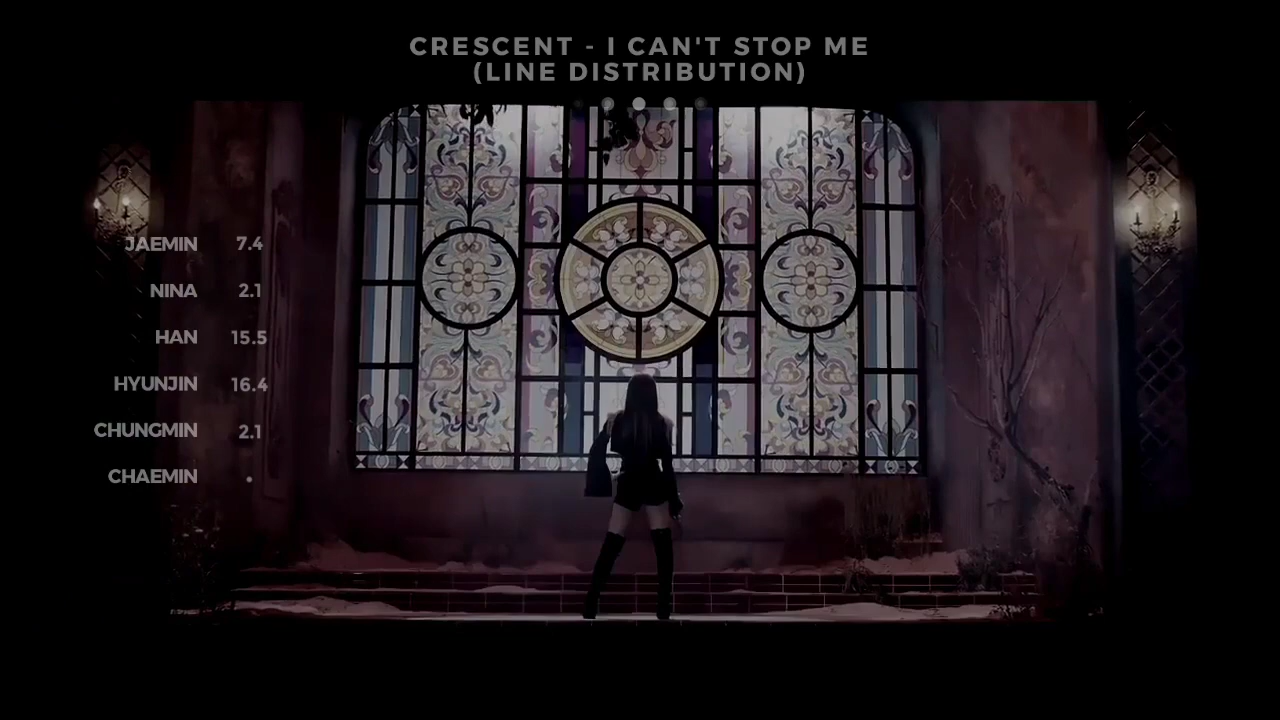 CRESCENT - I CAN'T STOP ME
(LINE DISTRIBUTION)
JAEMIN 7.4
NINA 2.1
HAN 15.5
HYUNJIN 16.4
CHUNGMIN 2.1
CHAEMIN .